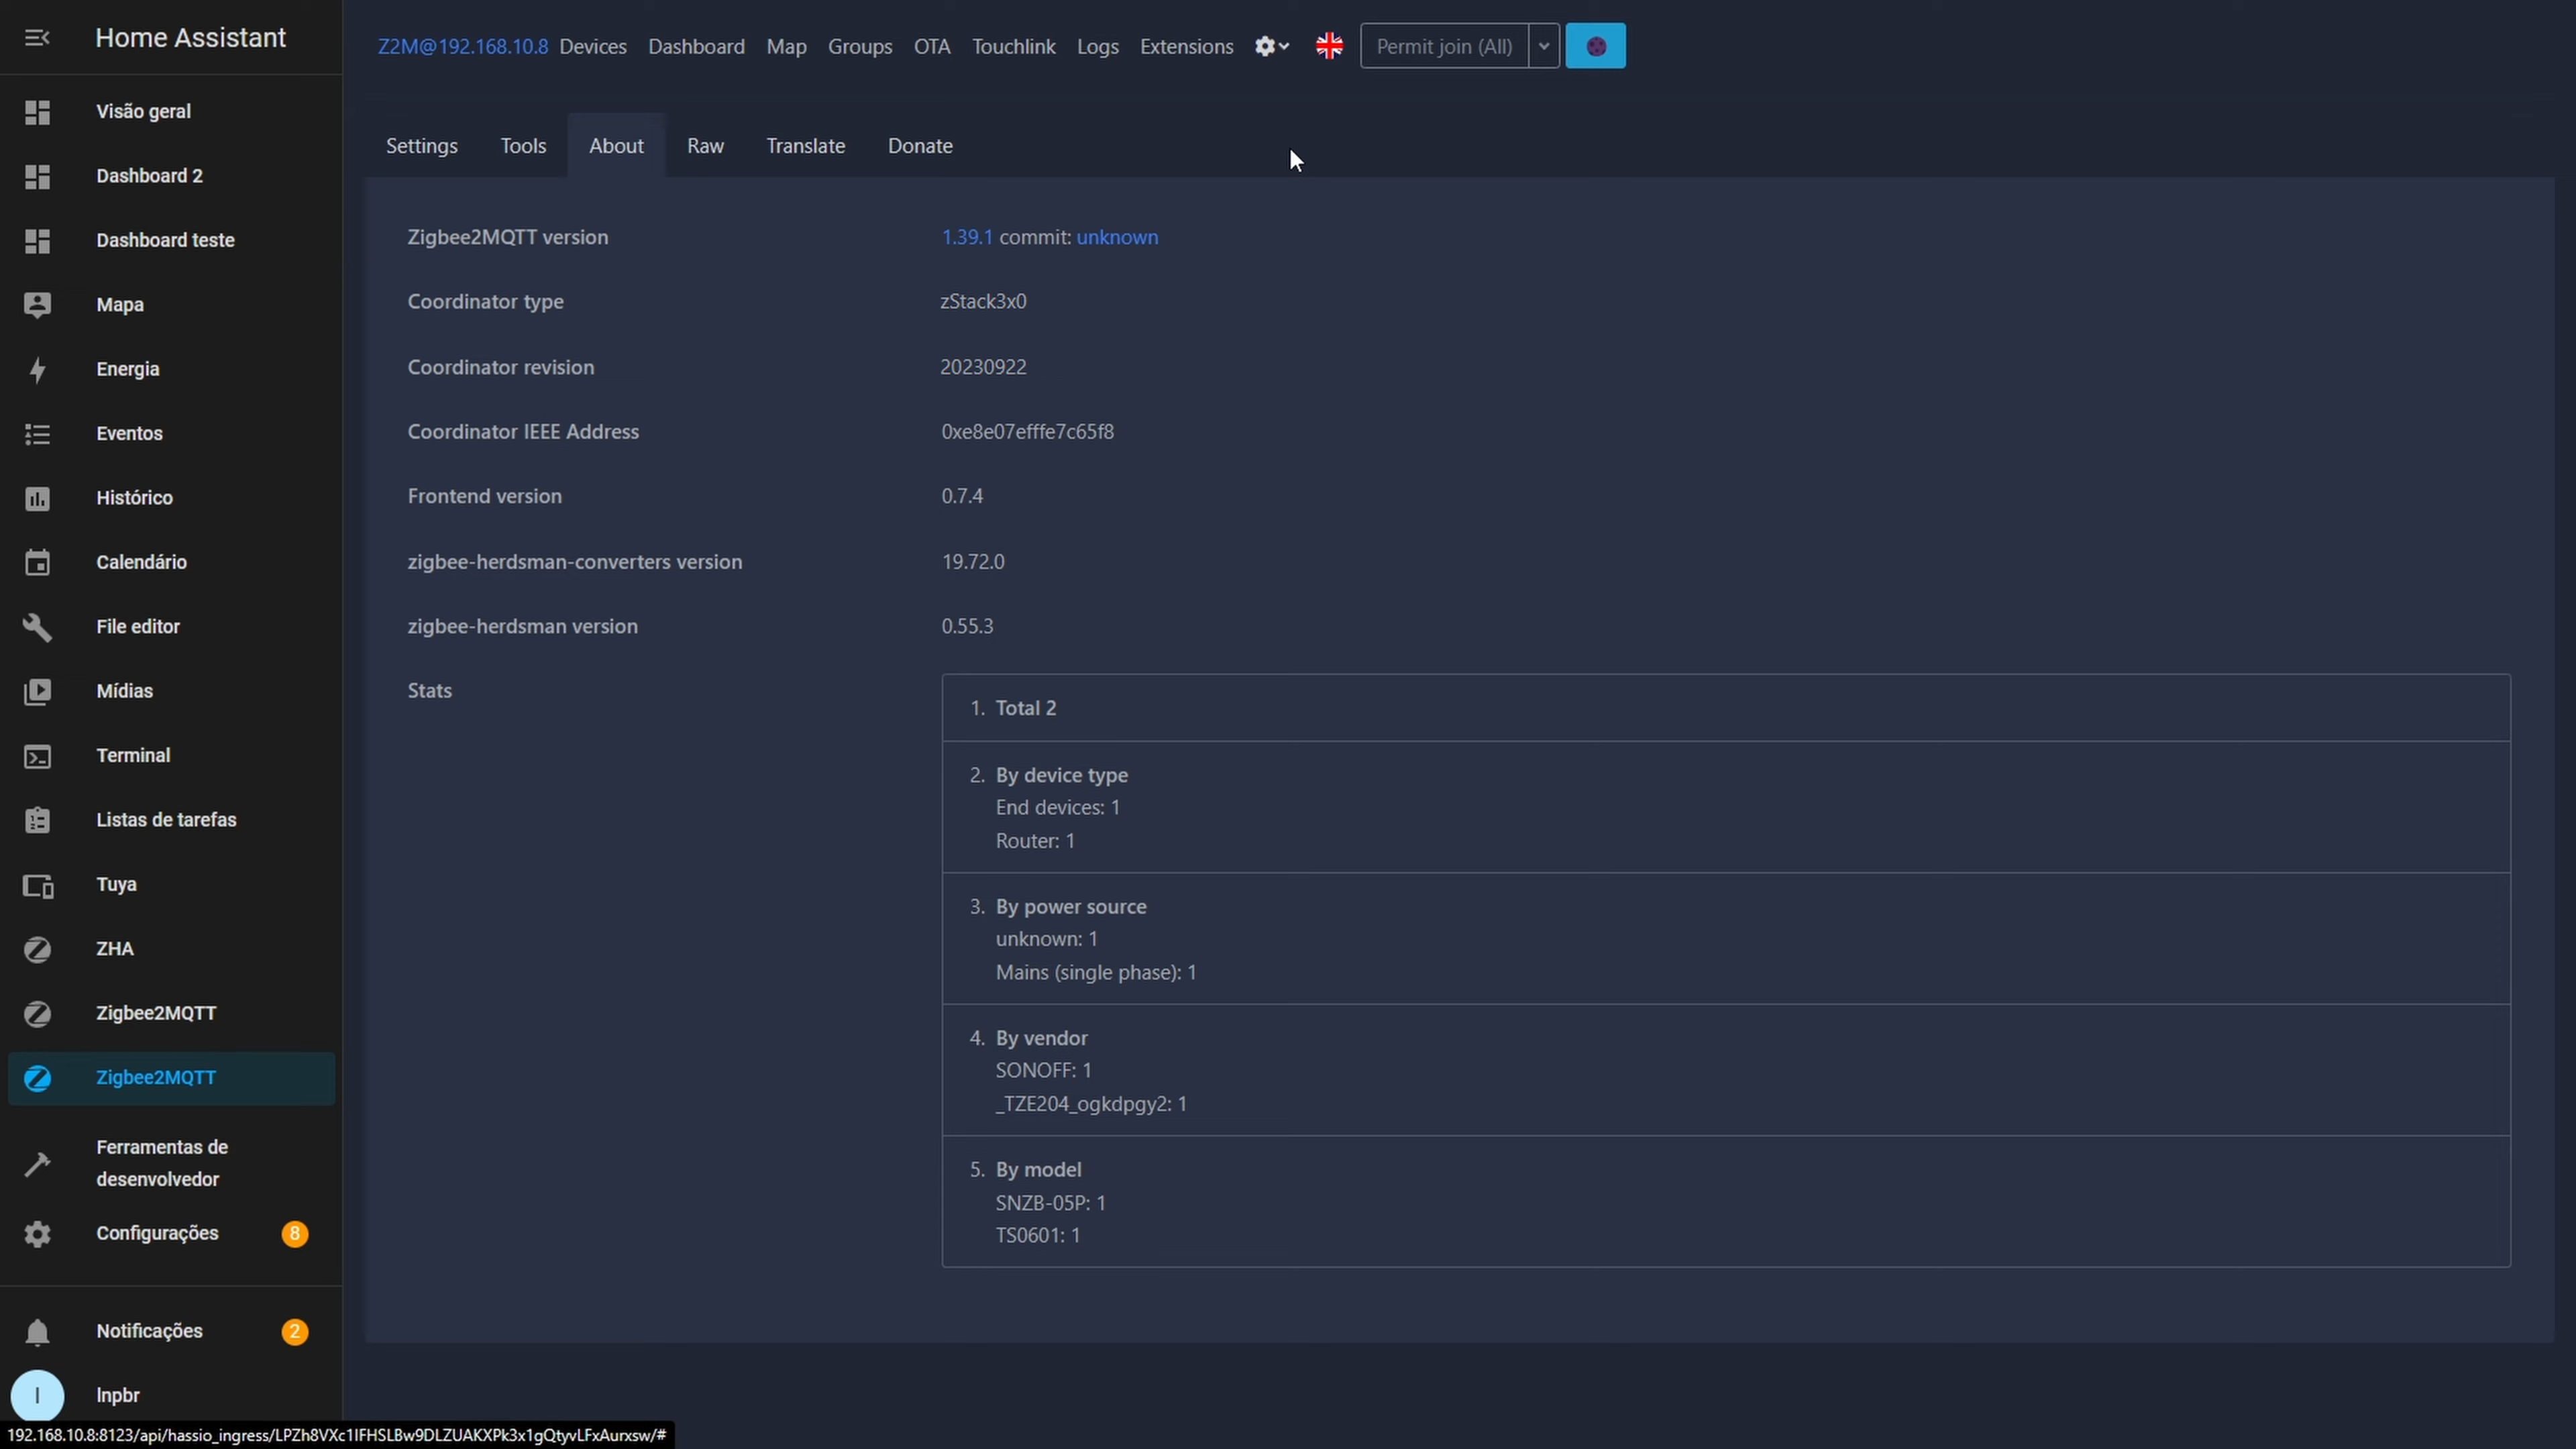 Home Assistant
Visão geral
Dashboard 2
Dashboard teste
Mapa
Energia
Eventos
Histórico
Calendário
File editor
Mídias
Terminal
Listas de tarefas
Tuya
ZHA
Zigbee2MQTT
Zigbee2MQTT
Ferramentas de
desenvolvedor
Configurações 8
Notificações 2
I lnpbr
Z2M@192.168.10.8 Devices Dashboard Map Groups OTA Touchlink Logs Extensions Permit join (All)
Settings Tools About Raw Translate Donate
Zigbee2MQTT version 1.39.1 commit: unknown
Coordinator type zStack3x0
Coordinator revision 20230922
Coordinator IEEE Address 0xe8e07efffe7c65f8
Frontend version 0.7.4
zigbee-herdsman-converters version 19.72.0
zigbee-herdsman version 0.55.3
Stats
1. Total 2
2. By device type
End devices: 1
Router: 1
3. By power source
unknown: 1
Mains (single phase): 1
4. By vendor
SONOFF: 1
_TZE204_ogkdpgy2: 1
5. By model
SNZB-05P: 1
TS0601: 1
192.168.10.8:8123/api/hassio_ingress/LPZh8VXc1IFHSLBw9DLZUAKXPk3x1gQtyvLFxAurxsw/#